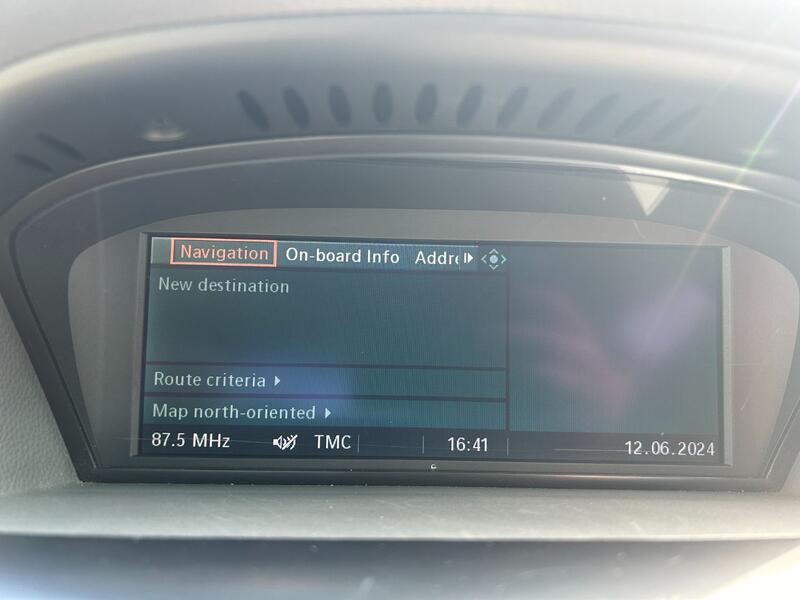 Navigation On-board Info Addre
New destination
Route criteria
Map north-oriented
87.5 MHz TMC 16:41 12.06.2024